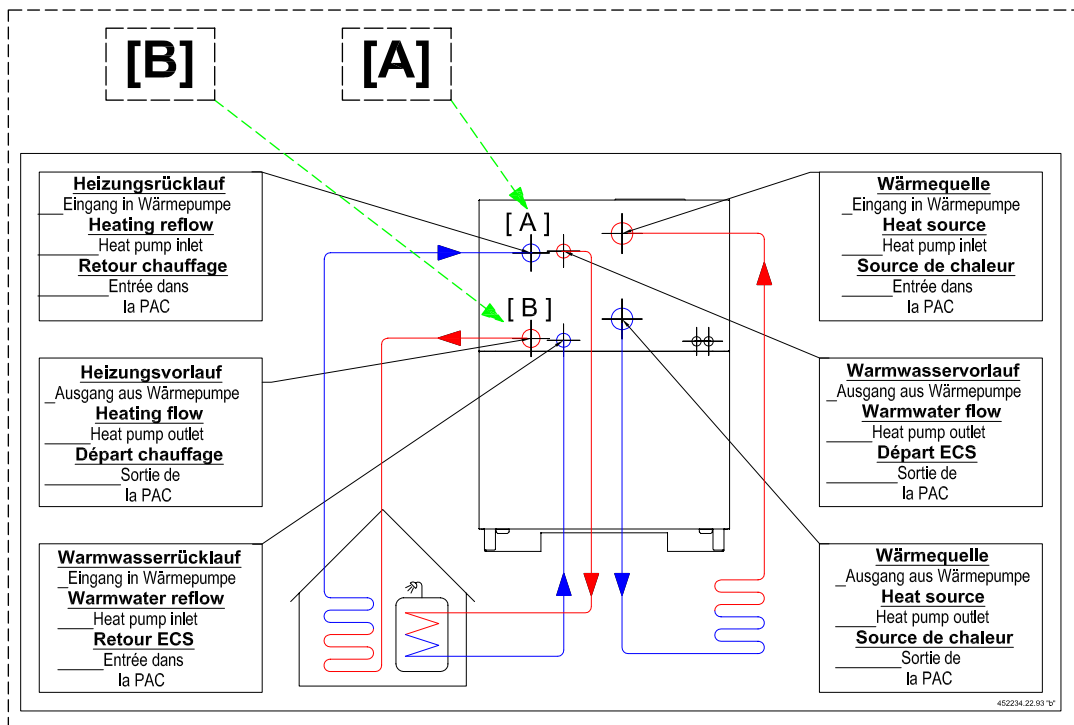 [B]
[A]
Heizungsrücklauf
Eingang in Wärmepumpe
Heating reflow
Heat pump inlet
Retour chauffage
Entrée dans
la PAC
Heizungsvorlauf
Ausgang aus Wärmepumpe
Heating flow
Heat pump outlet
Départ chauffage
Sortie de
la PAC
Warmwasserrücklauf
Eingang in Wärmepumpe
Warmwater reflow
Heat pump inlet
Retour ECS
Entrée dans
la PAC
[ A ]
[ B ]
Wärmequelle
Eingang in Wärmepumpe
Heat source
Heat pump inlet
Source de chaleur
Entrée dans
la PAC
Warmwasservorlauf
Ausgang aus Wärmepumpe
Warmwater flow
Heat pump outlet
Départ ECS
Sortie de
la PAC
Wärmequelle
Ausgang aus Wärmepumpe
Heat source
Heat pump outlet
Source de chaleur
Sortie de
la PAC
452234.22.93 "b"